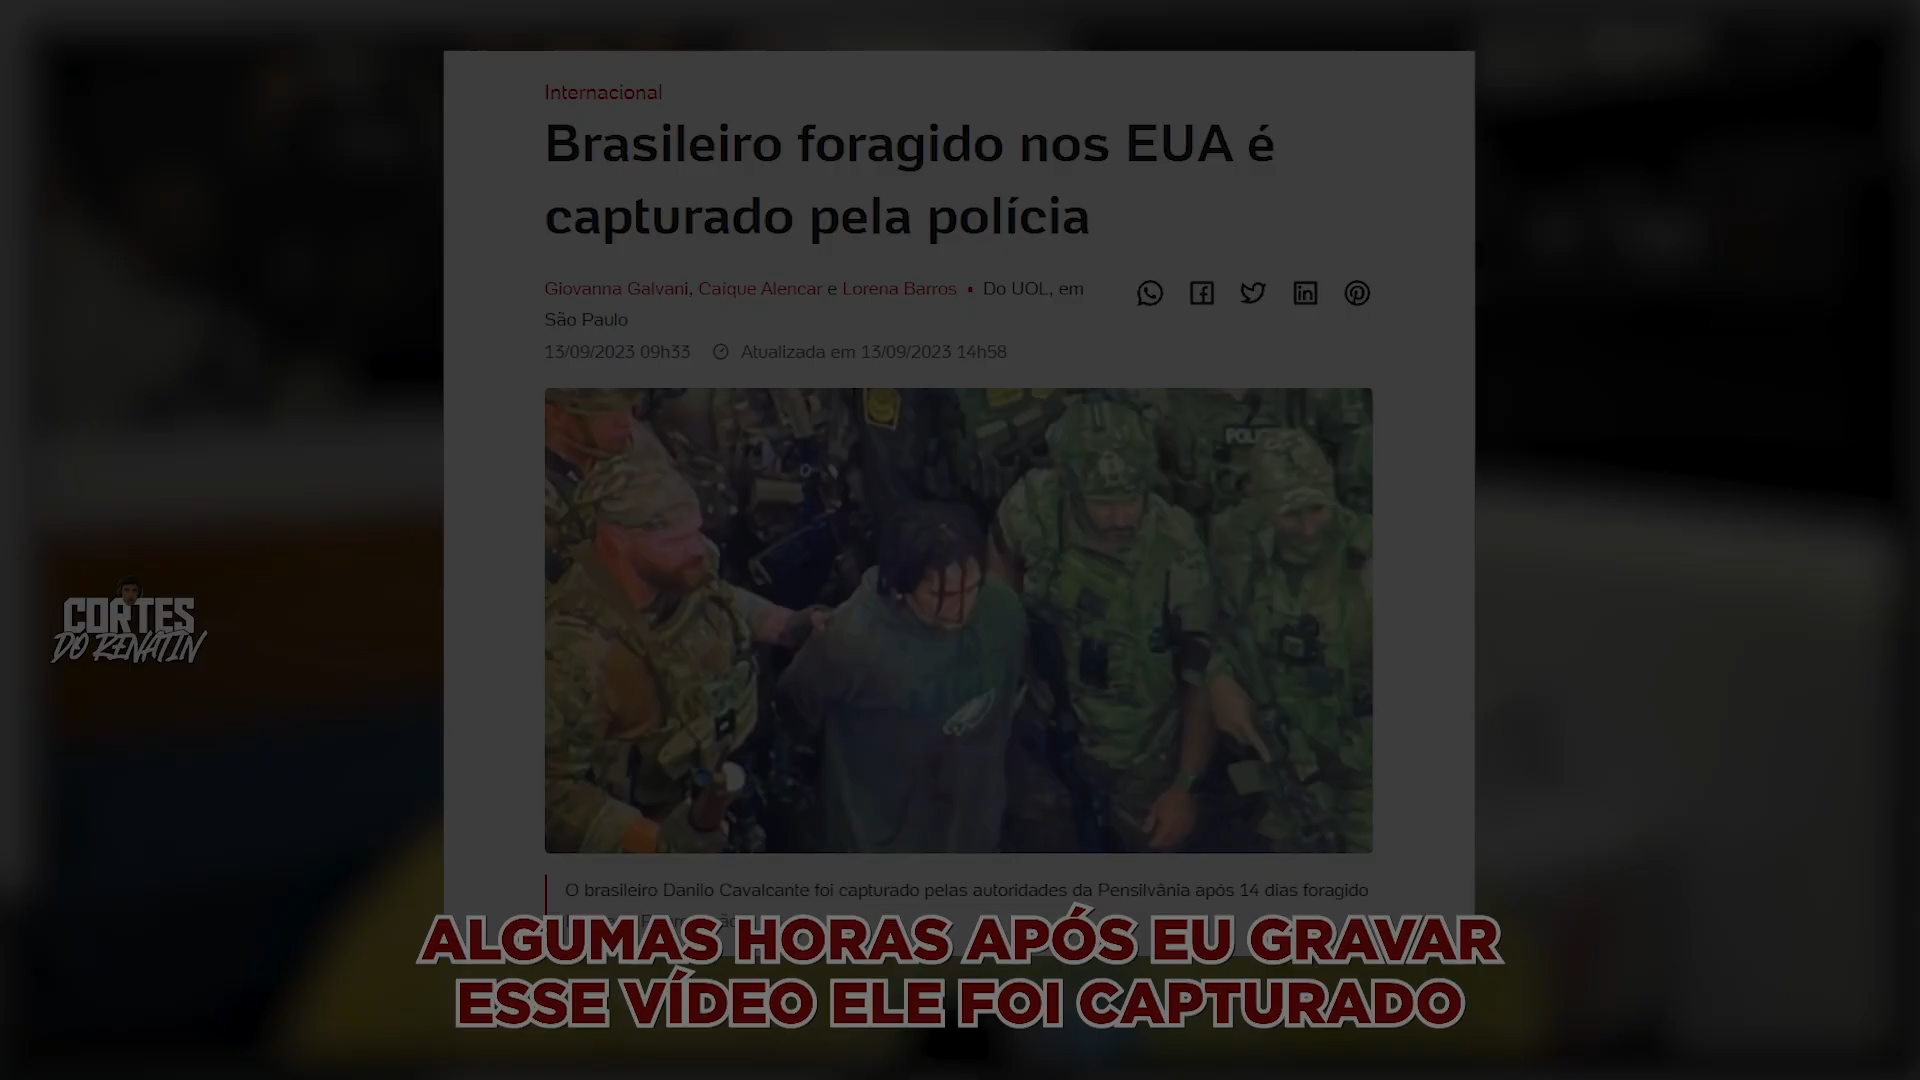 Internacional
Brasileiro foragido nos EUA é
capturado pela polícia
Giovanna Galvani, Caíque Alencar e Lorena Barros • Do UOL, em
São Paulo
13/09/2023 09h33 Atualizada em 13/09/2023 14h58
CORTES
DO RENATIN
O brasileiro Danilo Cavalcante foi capturado pelas autoridades da Pensilvânia após 14 dias foragido
ALGUMAS HORAS APÓS EU GRAVAR
ESSE VÍDEO ELE FOI CAPTURADO